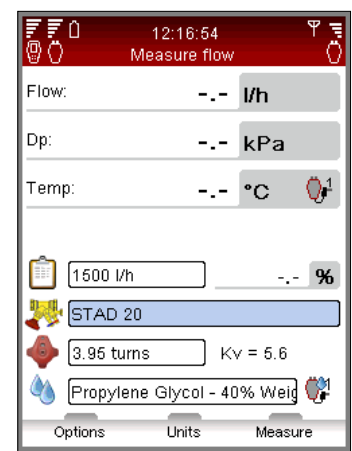 12:16:54
Measure flow
Flow: -.- l/h
Dp: -.- kPa
Temp: -.- °C 1
1500 l/h -.- %
STAD 20
3.95 turns Kv = 5.6
Propylene Glycol - 40% Weig 1
Options Units Measure